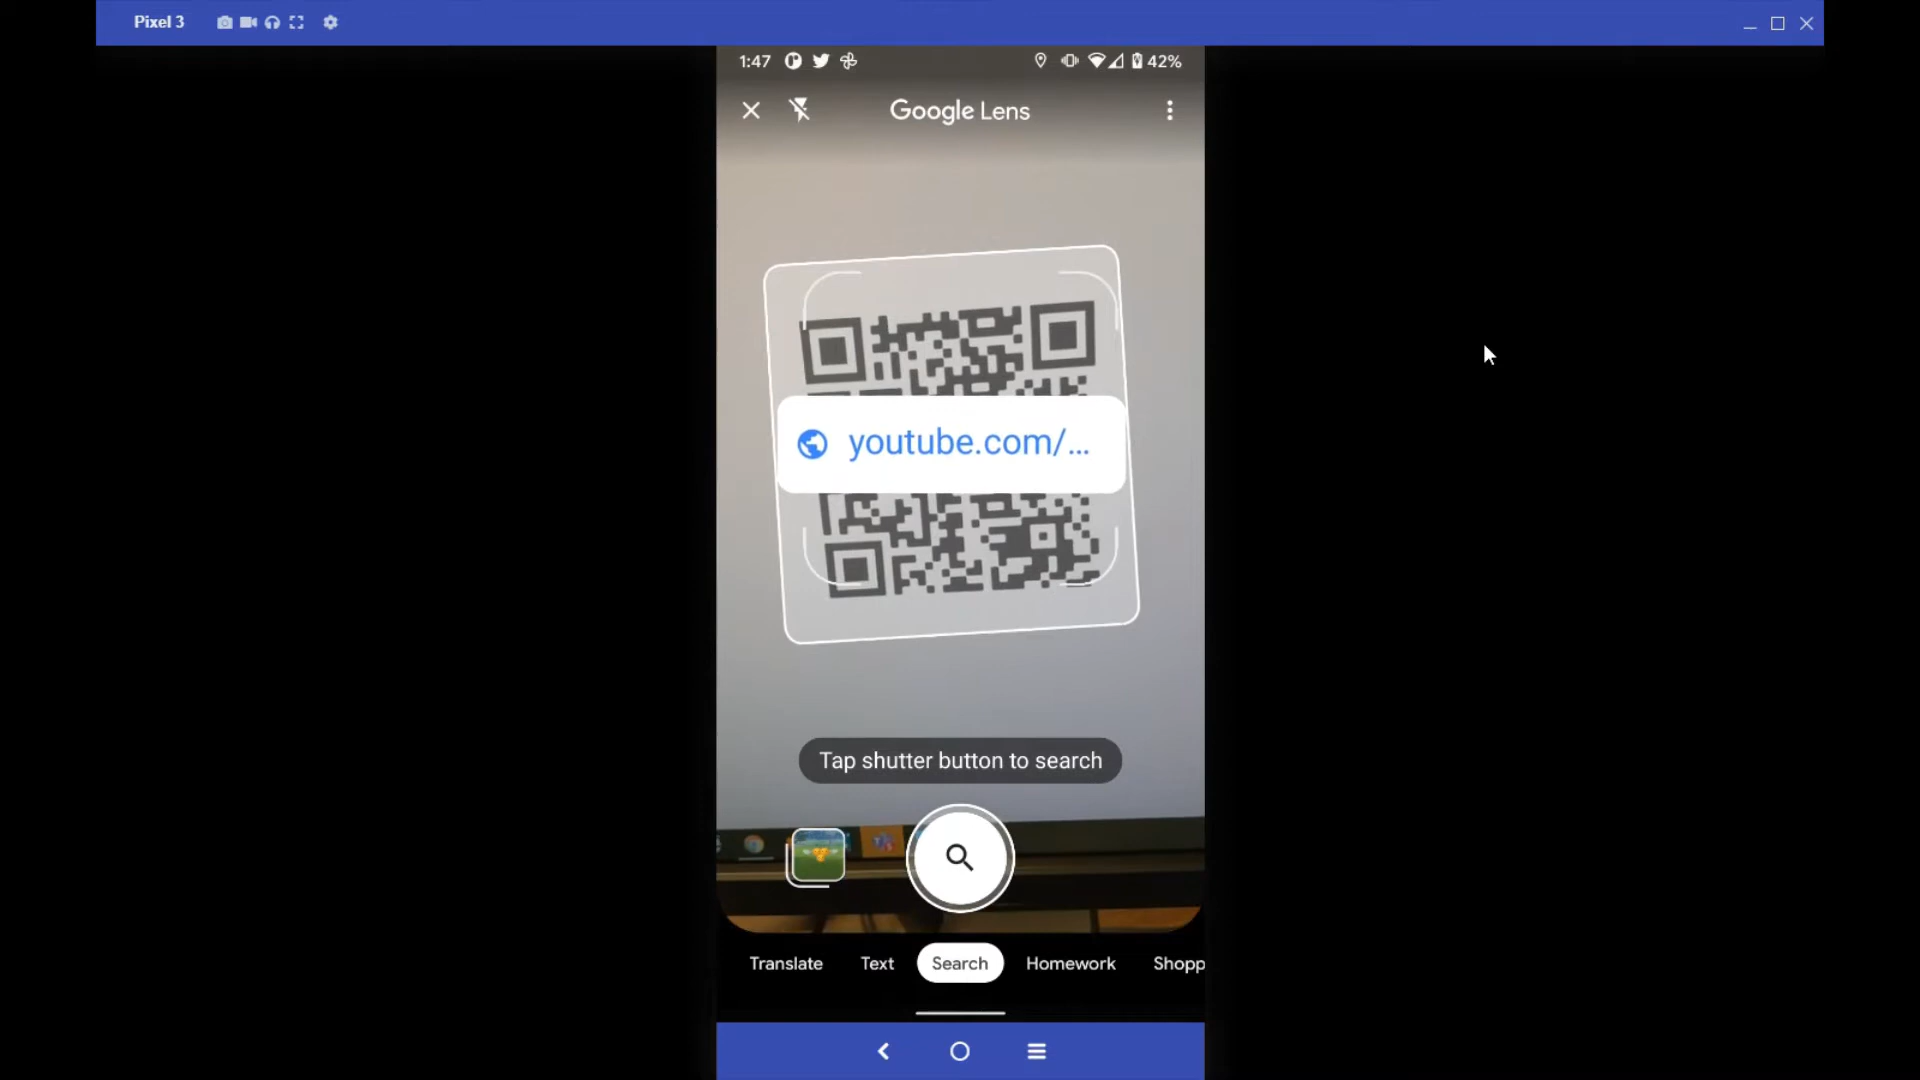 Pixel 3
1:47
42%
Google Lens
youtube.com/...
Tap shutter button to search
Translate Text Search Homework Shopp